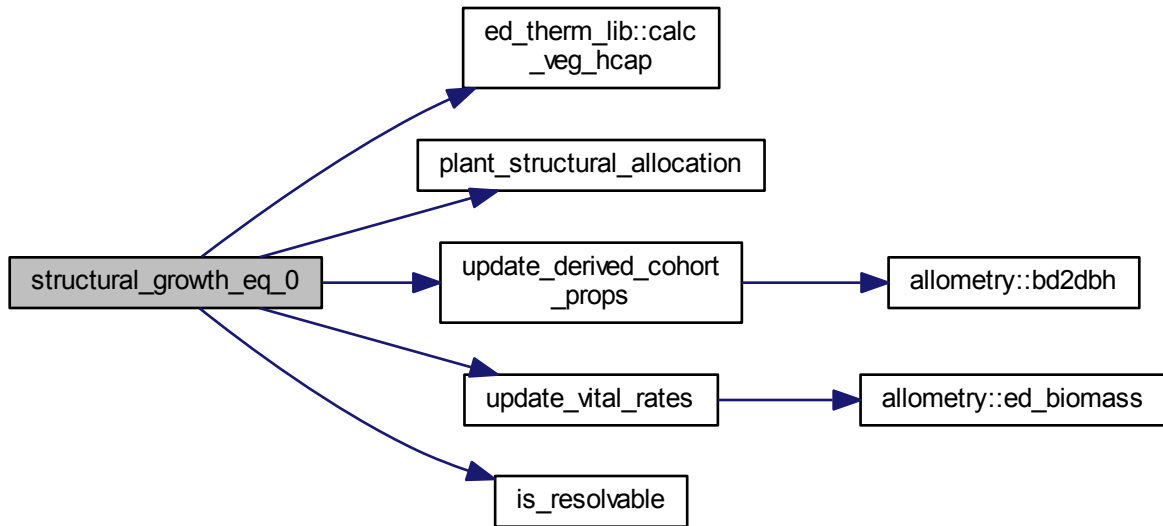 ed_therm_lib::calc
_veg_hcap
plant_structural_allocation
structural_growth_eq_0
update_derived_cohort
_props
allometry::bd2dbh
update_vital_rates
allometry::ed_biomass
is_resolvable